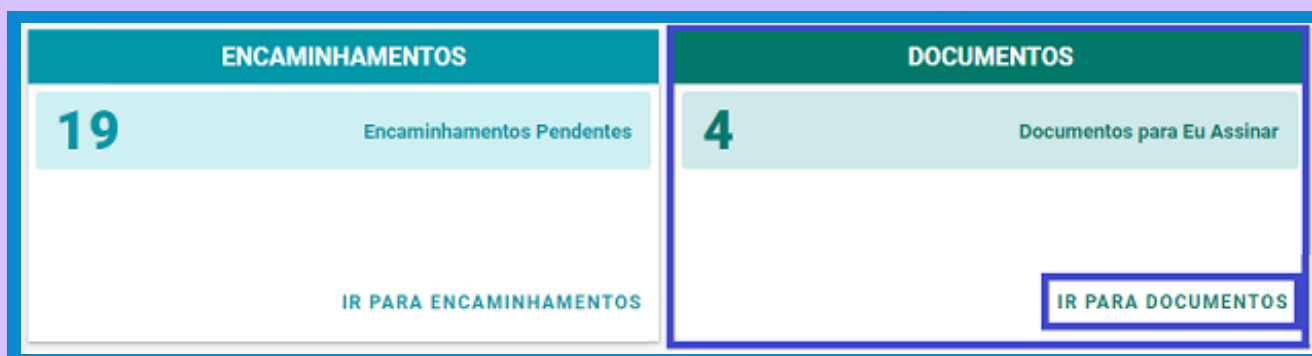 ENCAMINHAMENTOS
19
Encaminhamentos Pendentes
IR PARA ENCAMINHAMENTOS
DOCUMENTOS
4
Documentos para Eu Assinar
IR PARA DOCUMENTOS